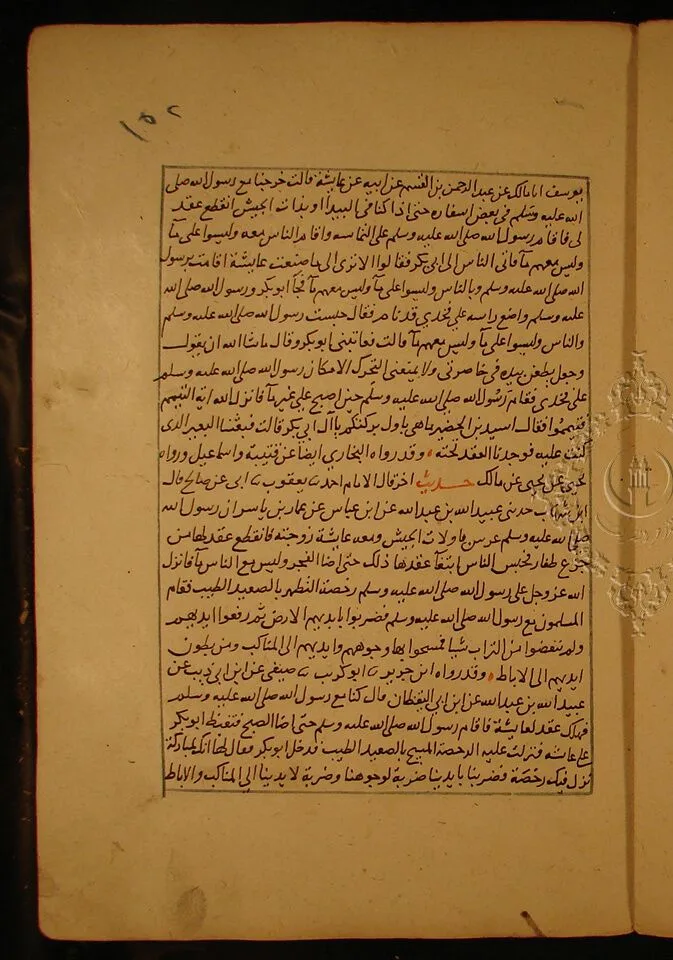 ١٥٢
يوسف انا مالك عن عبد الرحمن بن القسم عن ابيه عن عايشة قالت خرجنا مع رسول الله صلى
الله عليه وسلم في بعض اسفاره حتى اذا كنا في البيدا او بذات الجيش انقطع عقد
لي فاقام رسول الله صلى الله عليه وسلم على التماسه واقام الناس معه وليسوا على مآ
وليس معهم مآ فاتى الناس الى ابي بكر فقالوا الا ترى الى ما صنعت عايشة اقامت برسول
الله صلى الله عليه وسلم وبالناس وليسوا على مآ وليس معهم مآ فجآ ابو بكر ورسول الله صلى الله
عليه وسلم واضع راسه على فخذي قد نام فقال حبست رسول الله صلى الله عليه وسلم
والناس وليسوا على مآ وليس معهم مآ قالت فعاتبني ابو بكر وقال ما شا الله ان يقول
وجعل يطعن بيده في خاصرتي ولا يمنعني التحرك الا مكان رسول الله صلى الله عليه وسلم
على فخذي فقام رسول الله صلى الله عليه وسلم حين اصبح على غير مآ فانزل الله اية التيمم
فتيمموا فقال اسيد بن الحضير ما هي باول بركتكم يا آل ابي بكر قالت فبعثنا البعير الذي
كنت عليه فوجدنا العقد تحته وقد رواه البخاري ايضا عن قتيبة واسماعيل ورواه
يحيى عن يحيى عن مالك حديث اخر قال الامام احمد ثنا يعقوب ثنا ابي عن صالح قال
ابن شهاب حدثني عبيد الله بن عبد الله عن ابن عباس عن عمار بن ياسر ان رسول الله
صلى الله عليه وسلم عرس باولات الجيش ومعه عايشة زوجته فانقطع عقد لها من
جزع ظفار فحبس الناس ابتغآ عقدها ذلك حتى اضا الفجر وليس مع الناس مآ فانزل
الله عز وجل على رسول الله صلى الله عليه وسلم رخصة التطهر بالصعيد الطيب فقام
المسلمون مع رسول الله صلى الله عليه وسلم فضربوا بايديهم الارض ثم رفعوا ايديهم
ولم ينفضوا من التراب شيا فمسحوا بها وجوههم وايديهم الى المناكب ومن بطون
ايديهم الى الاباط وقد رواه ابن جرير ثنا ابو كريب ثنا صيفي عن ابن ابي ذيب عن
عبيد الله بن عبد الله عن ابن ابي اليقظان قال كنا مع رسول الله صلى الله عليه وسلم
فهلك عقد لعايشة فاقام رسول الله صلى الله عليه وسلم حتى اضا الصبح فتغيظ ابو بكر
على عايشه فنزلت عليه الرخصة المسح بالصعيد الطيب فدخل ابو بكر فقال لها انك لمباركة
نزل فيك رخصة فضربنا بايدينا ضربة لوجوهنا وضربة لايدينا الى المناكب والاباط